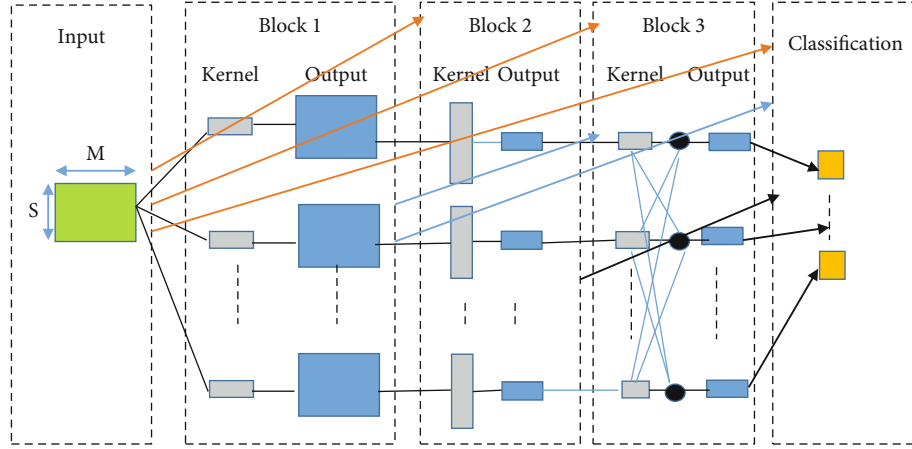 Input
Block 1
Block 2
Block 3
Classification
Kernel
Output
Kernel
Output
Kernel
Output
M
S